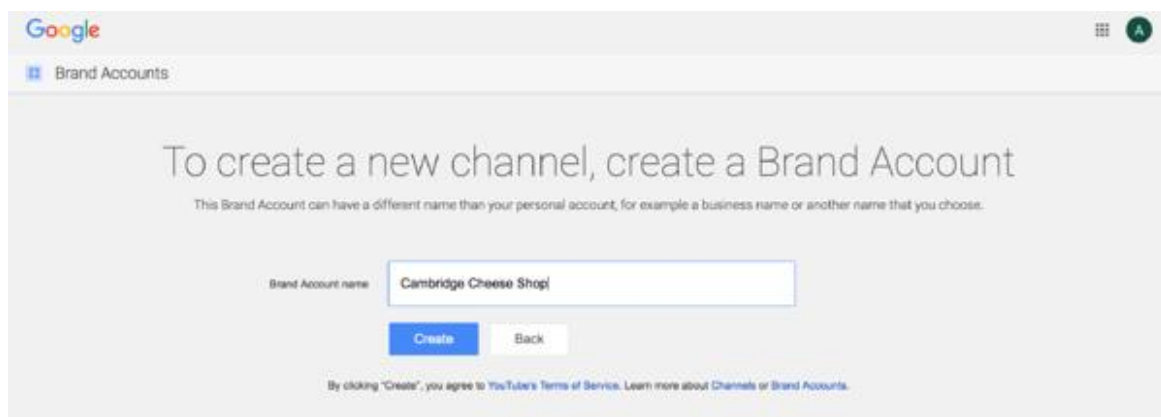 Google
A
Brand Accounts
To create a new channel, create a Brand Account
This Brand Account can have a different name than your personal account, for example a business name or another name that you choose.
Brand Account name
Cambridge Cheese Shop
Create Back
By clicking "Create", you agree to YouTube's Terms of Service. Learn more about Channels or Brand Accounts.